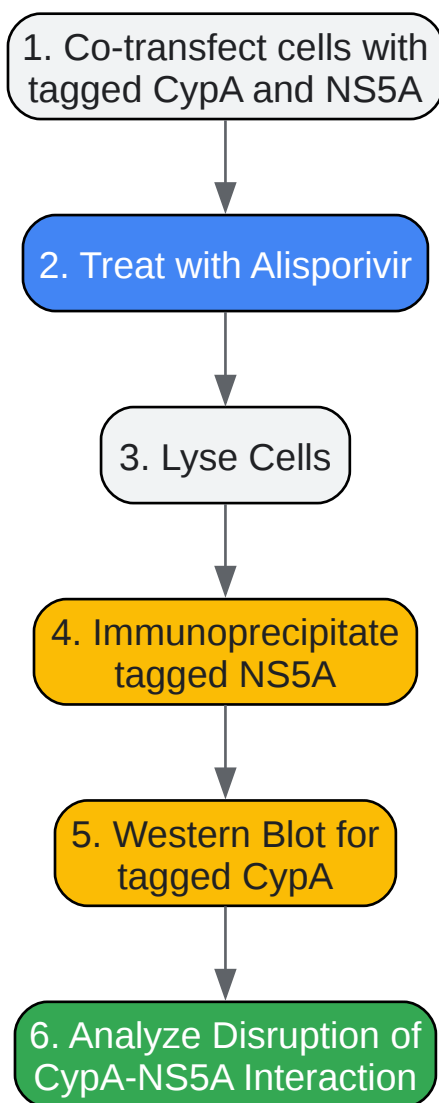 1. Co-transfect cells with
tagged CypA and NS5A
2. Treat with Alisporivir
3. Lyse Cells
4. Immunoprecipitate
tagged NS5A
5. Western Blot for
tagged CypA
6. Analyze Disruption of
CypA-NS5A Interaction